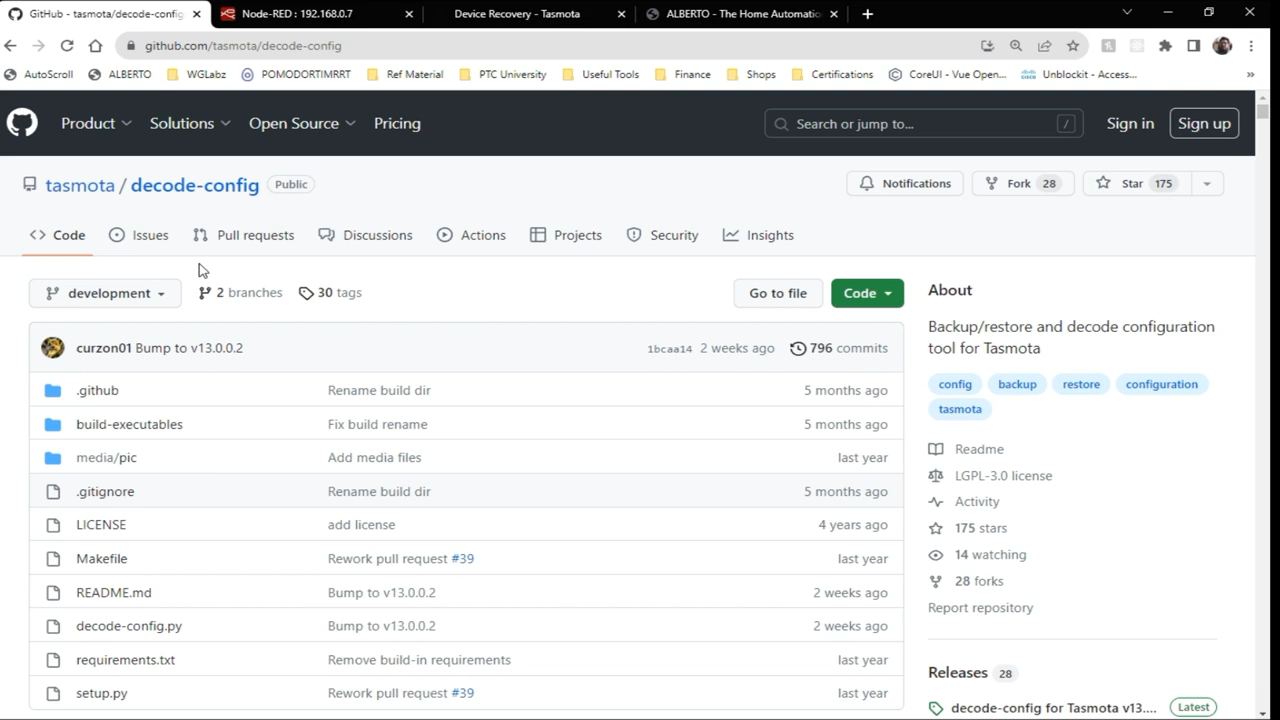 GitHub - tasmota/decode-config
Node-RED : 192.168.0.7
Device Recovery - Tasmota
ALBERTO - The Home Automatio
github.com/tasmota/decode-config
AutoScroll
ALBERTO
WGLabz
POMODORTIMRRT
Ref Material
PTC University
Useful Tools
Finance
Shops
Certifications
CoreUI - Vue Open...
Unblockit - Access...
»
Product
Solutions
Open Source
Pricing
Search or jump to...
/
Sign in
Sign up
tasmota / decode-config
Public
Notifications
Fork 28
Star 175
Code
Issues
Pull requests
Discussions
Actions
Projects
Security
Insights
development
2 branches
30 tags
Go to file
Code
curzon01 Bump to v13.0.0.2
1bcaa14 2 weeks ago
796 commits
.github Rename build dir 5 months ago
build-executables Fix build rename 5 months ago
media/pic Add media files last year
.gitignore Rename build dir 5 months ago
LICENSE add license 4 years ago
Makefile Rework pull request #39 last year
README.md Bump to v13.0.0.2 2 weeks ago
decode-config.py Bump to v13.0.0.2 2 weeks ago
requirements.txt Remove build-in requirements last year
setup.py Rework pull request #39 last year
About
Backup/restore and decode configuration
tool for Tasmota
config backup restore configuration
tasmota
Readme
LGPL-3.0 license
Activity
175 stars
14 watching
28 forks
Report repository
Releases 28
decode-config for Tasmota v13.... Latest